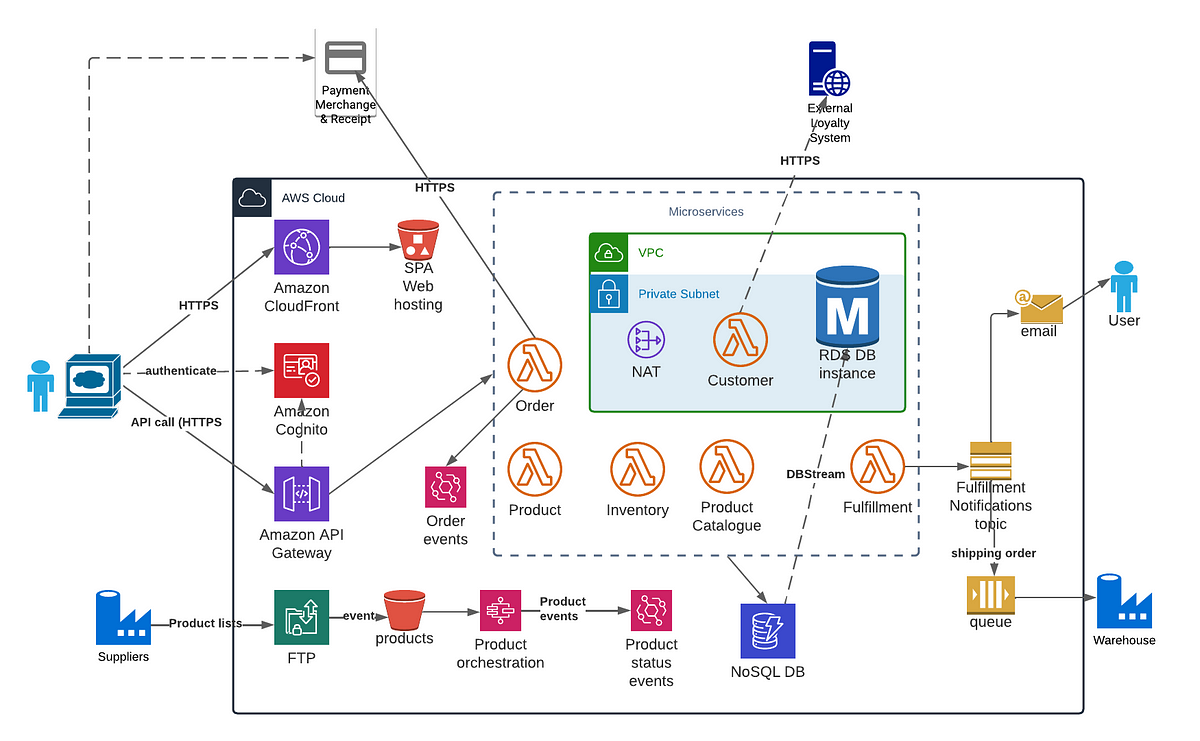 Payment
Merchange
& Receipt
External
Loyalty
System
HTTPS
HTTPS
AWS Cloud
Microservices
VPC
Private Subnet
Amazon
CloudFront
SPA
Web
hosting
HTTPS
M
NAT
Customer
RDS DB
instance
@
email
User
authenticate
Amazon
Cognito
Order
API call (HTTPS
</>
Amazon API
Gateway
Order
events
Product
Inventory
Product
Catalogue
DBStream
Fulfillment
Fulfillment
Notifications
topic
shipping order
queue
Warehouse
Suppliers
Product lists
FTP
event
products
Product
orchestration
Product
events
Product
status
events
NoSQL DB